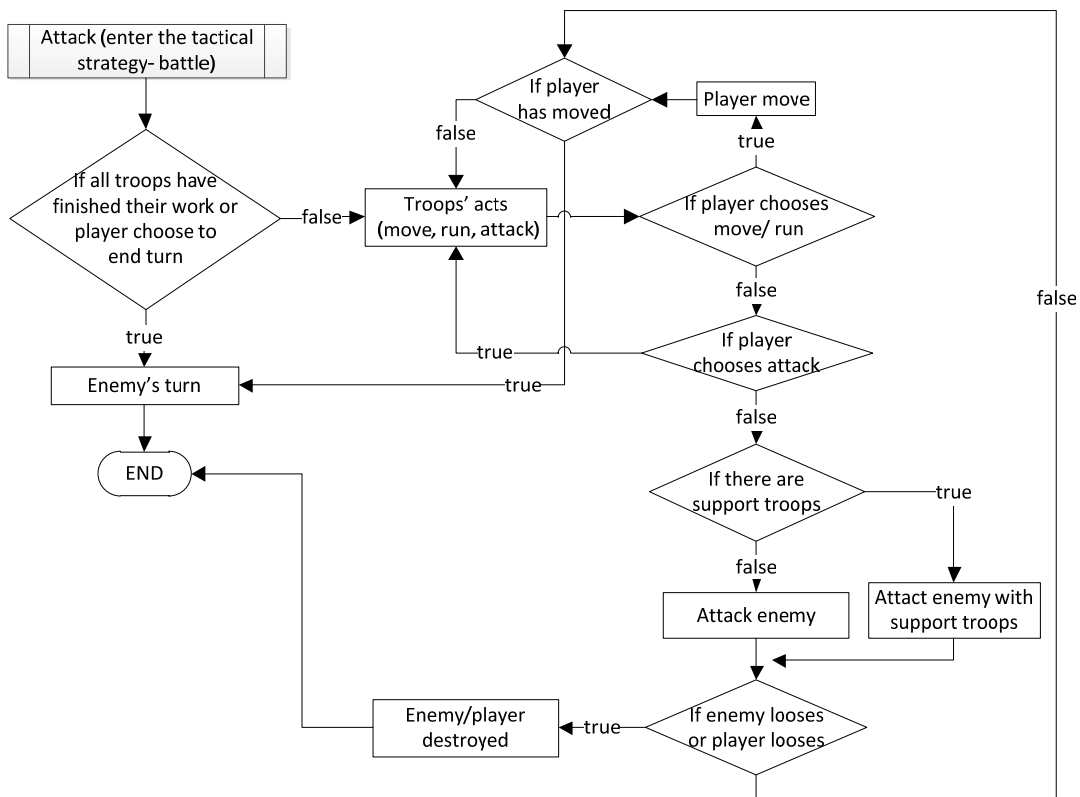 Attack (enter the tactical
strategy- battle)
If player
has moved
Player move
false
true
If all troops have
finished their work or
player choose to
end turn
false
Troops’ acts
(move, run, attack)
If player chooses
move/ run
false
false
true
If player
chooses attack
true
Enemy’s turn
true
false
END
If there are
support troops
true
false
Attack enemy
Attact enemy with
support troops
Enemy/player
destroyed
true
If enemy looses
or player looses